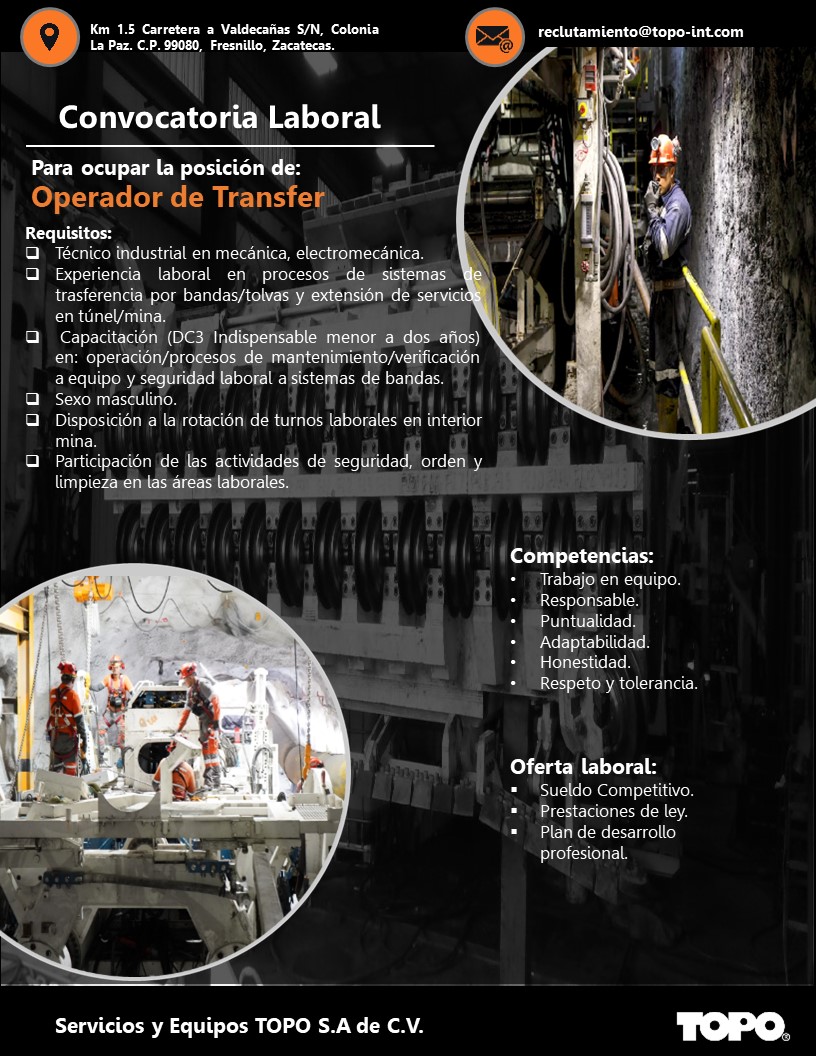 Km 1.5 Carretera a Valdecañas S/N, Colonia
La Paz. C.P. 99080, Fresnillo, Zacatecas.
reclutamiento@topo-int.com
Convocatoria Laboral
Para ocupar la posición de:
Operador de Transfer
Requisitos:
❑ Técnico industrial en mecánica, electromecánica.
❑ Experiencia laboral en procesos de sistemas de
trasferencia por bandas/tolvas y extensión de servicios
en túnel/mina.
❑ Capacitación (DC3 Indispensable menor a dos años)
en: operación/procesos de mantenimiento/verificación
a equipo y seguridad laboral a sistemas de bandas.
❑ Sexo masculino.
❑ Disposición a la rotación de turnos laborales en interior
mina.
❑ Participación de las actividades de seguridad, orden y
limpieza en las áreas laborales.
Competencias:
• Trabajo en equipo.
• Responsable.
• Puntualidad.
• Adaptabilidad.
• Honestidad.
• Respeto y tolerancia.
Oferta laboral:
▪ Sueldo Competitivo.
▪ Prestaciones de ley.
▪ Plan de desarrollo
profesional.
Servicios y Equipos TOPO S.A de C.V.
TOPO®